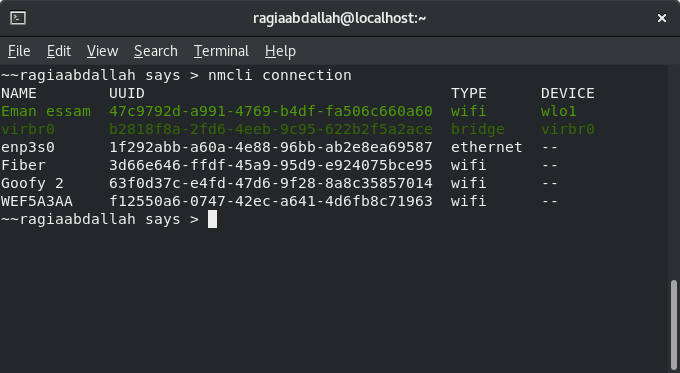 ragiaabdallah@localhost:~
File Edit View Search Terminal Help
~~ragiaabdallah says > nmcli connection
NAME UUID TYPE DEVICE
Eman essam 47c9792d-a991-4769-b4df-fa506c660a60 wifi wlo1
virbr0 b2818f8a-2fd6-4eeb-9c95-622b2f5a2ace bridge virbr0
enp3s0 1f292abb-a60a-4e88-96bb-ab2e8ea69587 ethernet --
Fiber 3d66e646-ffdf-45a9-95d9-e924075bce95 wifi --
Goofy 2 63f0d37c-e4fd-47d6-9f28-8a8c35857014 wifi --
WEF5A3AA f12550a6-0747-42ec-a641-4d6fb8c71963 wifi --
~~ragiaabdallah says >